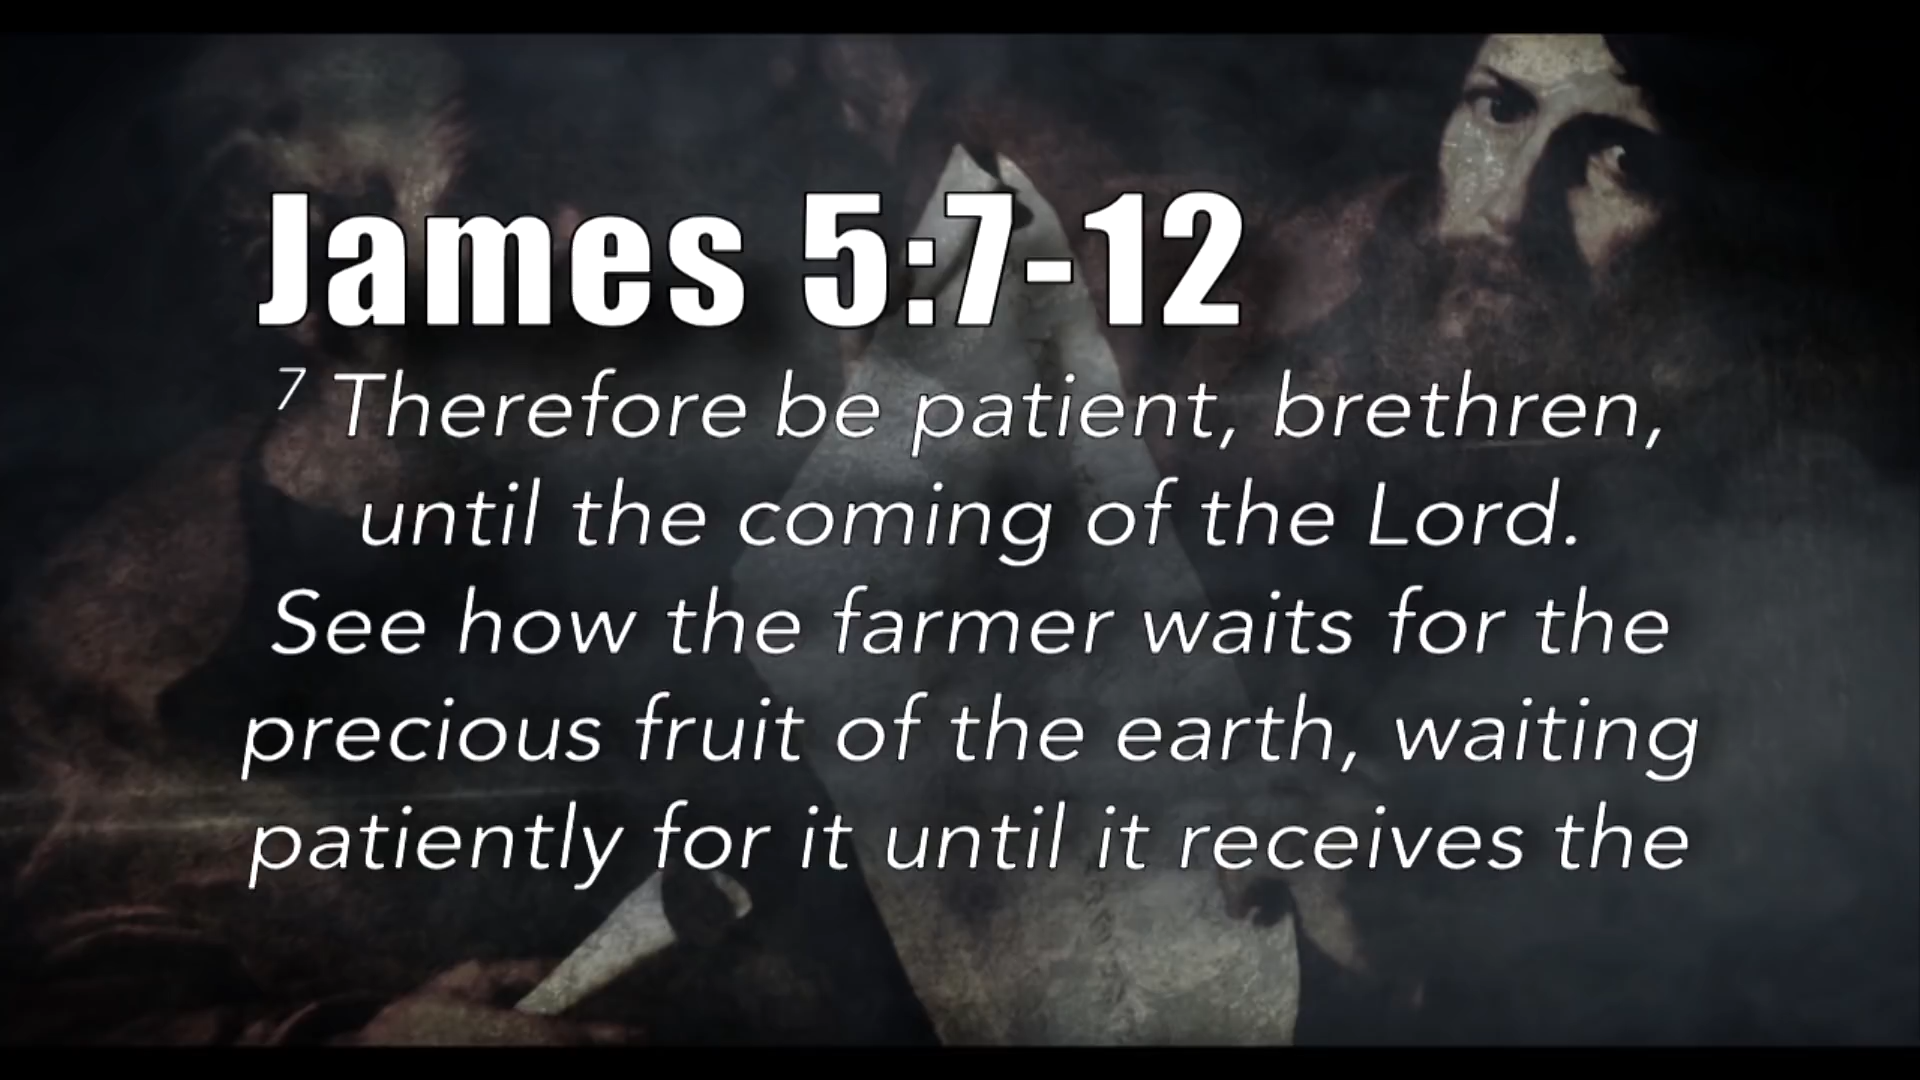 James 5:7-12
7 Therefore be patient, brethren,
until the coming of the Lord.
See how the farmer waits for the
precious fruit of the earth, waiting
patiently for it until it receives the